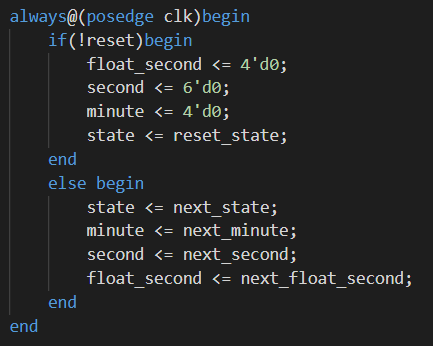 always@(posedge clk)begin
    if(!reset)begin
        float_second <= 4'd0;
        second <= 6'd0;
        minute <= 4'd0;
        state <= reset_state;
    end
    else begin
        state <= next_state;
        minute <= next_minute;
        second <= next_second;
        float_second <= next_float_second;
    end
end